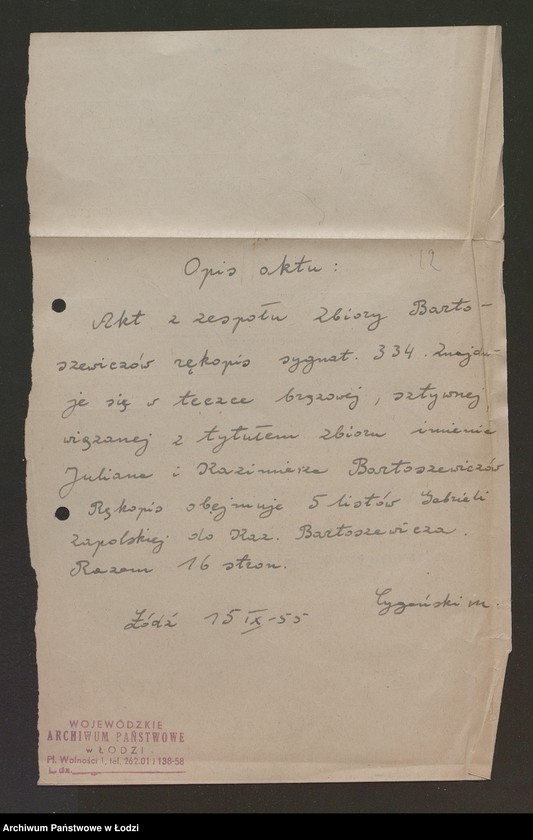 12
Opis aktu :
Akt z zespołu Zbiory Barto-
szewiczów rękopis sygnat. 334. Znajdu-
je się w teczce brązowej, sztywnej
wiązanej z tytułem zbioru imienia
Juliana i Kazimierza Bartoszewiczów
Rękopis obejmuje 5 listów Gabrieli
Zapolskiej do Kaz. Bartoszewicza.
Razem 16 stron.
Cygański m.
Łódź 15 IX-55
WOJEWÓDZKIE
ARCHIWUM PAŃSTWOWE
w ŁODZI
Pl. Wolności 1, tel. 262.01 i 138-58
L. dz.
Archiwum Państwowe w Łodzi